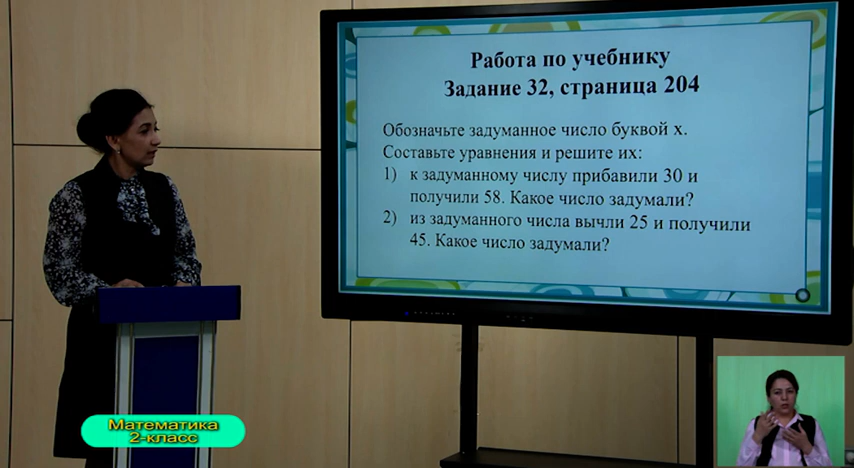 Работа по учебнику
Задание 32, страница 204
Обозначьте задуманное число буквой х.
Составьте уравнения и решите их:
1) к задуманному числу прибавили 30 и
получили 58. Какое число задумали?
2) из задуманного числа вычли 25 и получили
45. Какое число задумали?
Математика
2-класс